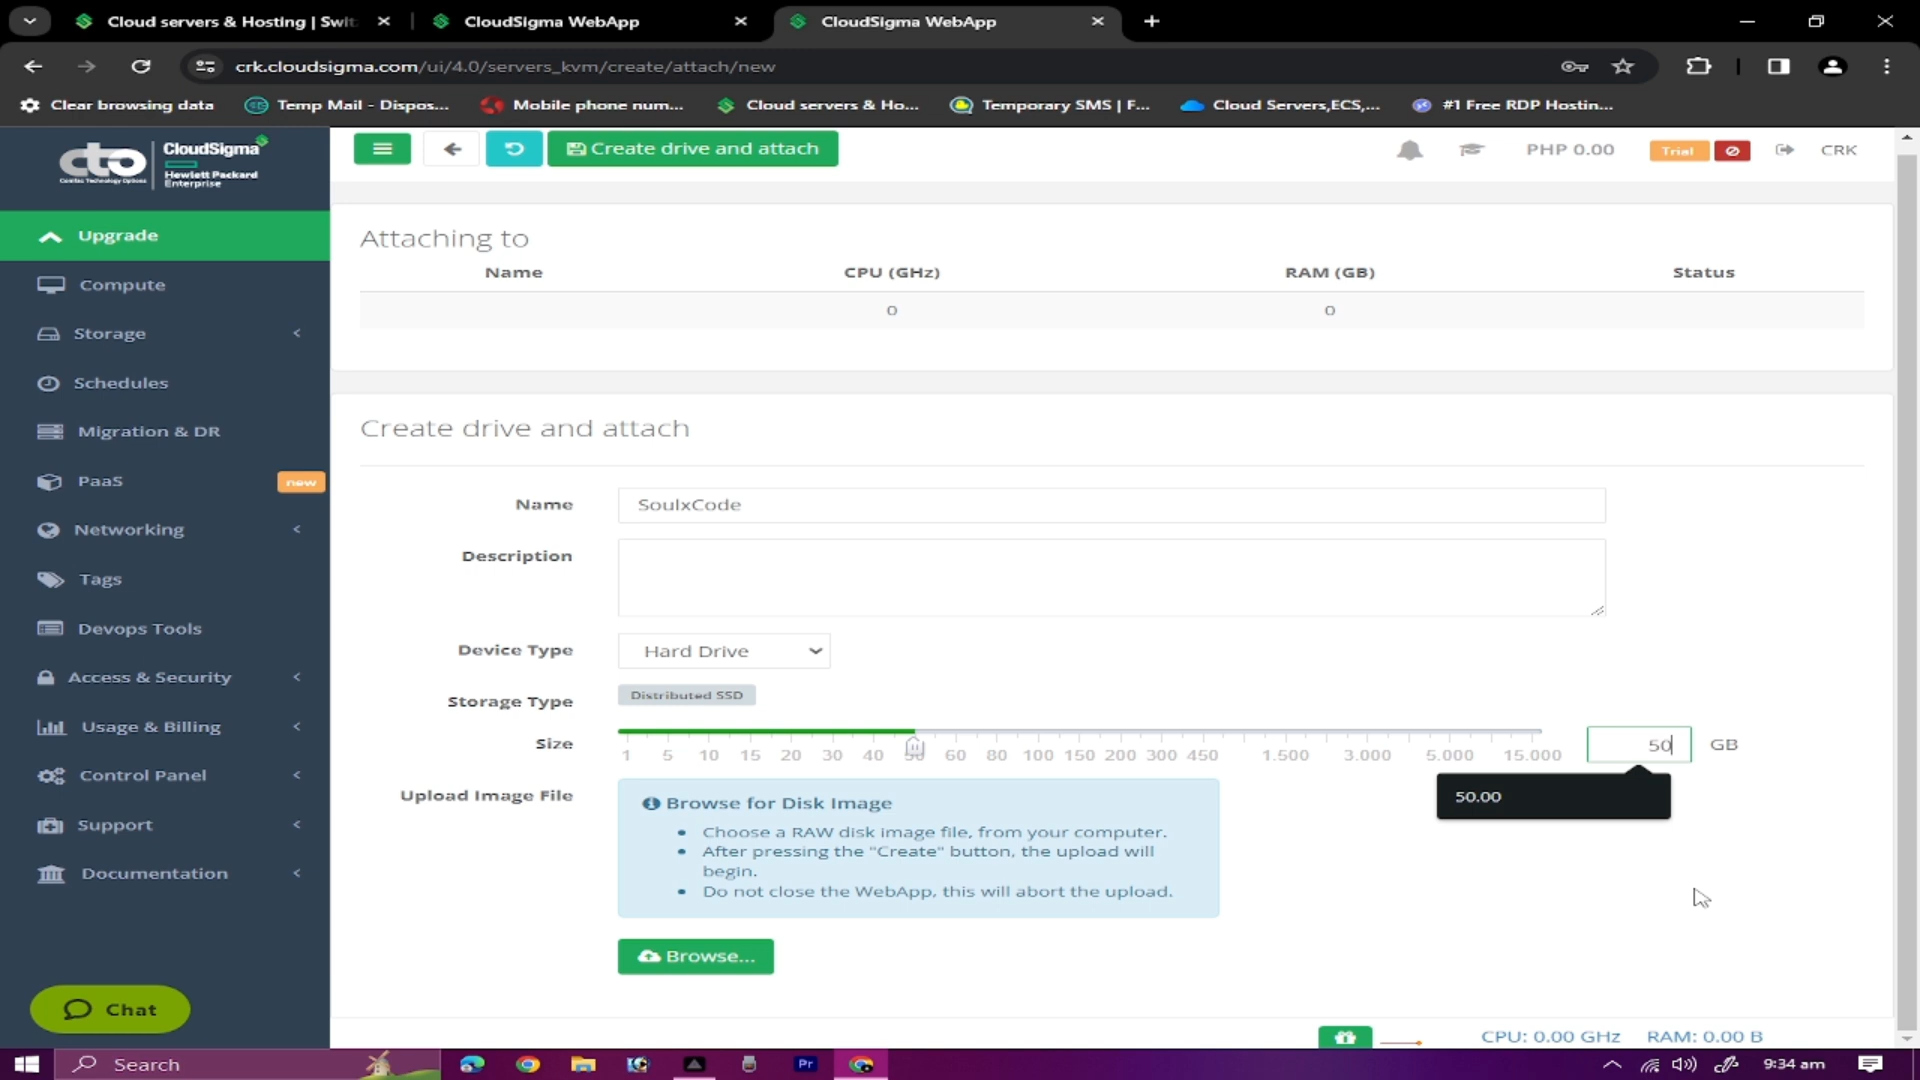 Cloud servers & Hosting | Swit
CloudSigma WebApp
CloudSigma WebApp
crk.cloudsigma.com/ui/4.0/servers_kvm/create/attach/new
Clear browsing data
Temp Mail - Dispos...
Mobile phone num...
Cloud servers & Ho...
Temporary SMS | F...
Cloud Servers,ECS,...
#1 Free RDP Hostin...
cto
CloudSigma
Hewlett Packard
Enterprise
Comfac Technology Options
Create drive and attach
PHP 0.00
Trial
CRK
Upgrade
Compute
Storage
Schedules
Migration & DR
PaaS
new
Networking
Tags
Devops Tools
Access & Security
Usage & Billing
Control Panel
Support
Documentation
Chat
Attaching to
Name CPU (GHz) RAM (GB) Status
0 0
Create drive and attach
Name
SoulxCode
Description
Device Type
Hard Drive
Storage Type
Distributed SSD
Size
1 5 10 15 20 30 40 50 60 80 100 150 200 300 450 1.500 3.000 5.000 15.000
50
GB
50.00
Upload Image File
Browse for Disk Image
• Choose a RAW disk image file, from your computer.
• After pressing the "Create" button, the upload will
begin.
• Do not close the WebApp, this will abort the upload.
Browse...
CPU: 0.00 GHz RAM: 0.00 B
Search
Pr
9:34 am